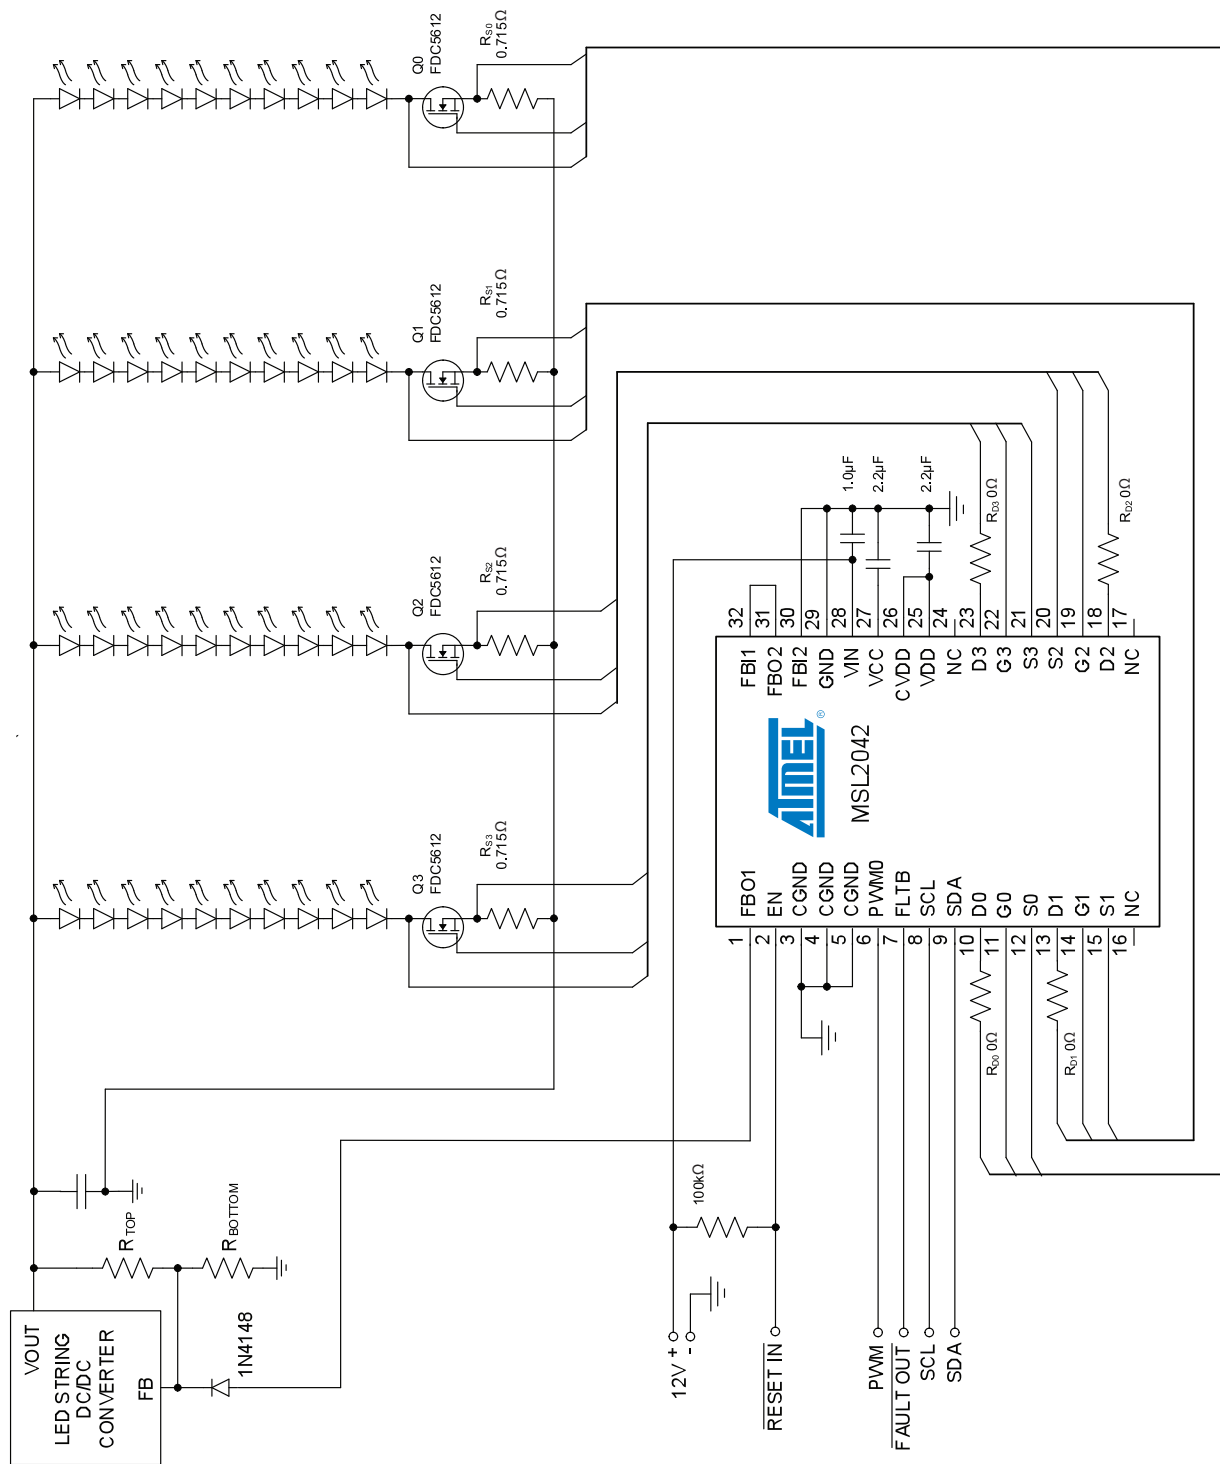 VOUT
LED STRING
DC/DC
CONVERTER
FB
1N4148
RTOP
RBOTTOM
Q3
FDC5612
RS3
0.715Ω
Q2
FDC5612
RS2
0.715Ω
Q1
FDC5612
RS1
0.715Ω
Q0
FDC5612
RS0
0.715Ω
12V +
-
100kΩ
RESET IN
PWM
FAULT OUT
SCL
SDA
1 FBO1
2 EN
3 CGND
4 CGND
5 CGND
6 PWM0
7 FLTB
8 SCL
9 SDA
10 D0
11 G0
12 S0
13 D1
14 G1
15 S1
16 NC
RD0 0Ω
RD1 0Ω
ATMEL®
MSL2042
FBI1 32
FBO2 31
FBI2 30
GND 29
VIN 28
VCC 27
CVDD 26
VDD 25
NC 24
D3 23
G3 22
S3 21
S2 20
G2 19
D2 18
NC 17
1.0µF
2.2µF
2.2µF
RD3 0Ω
RD2 0Ω